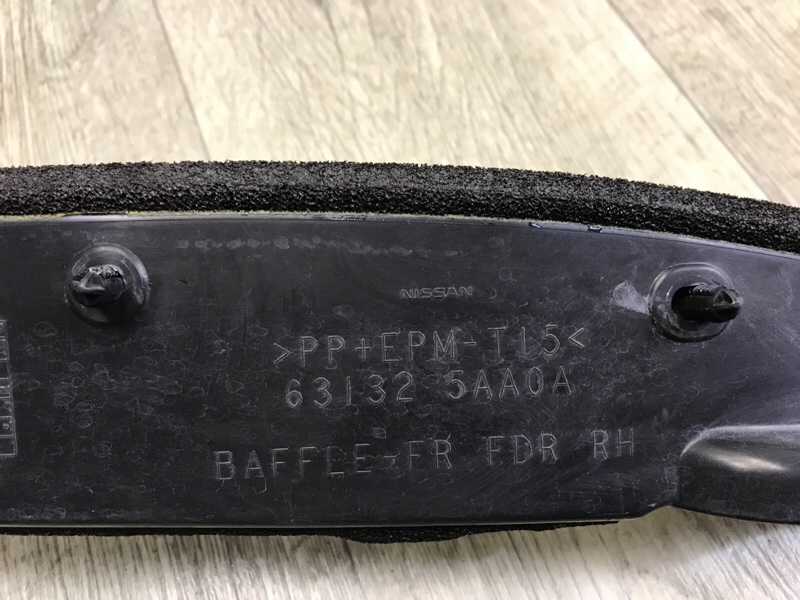 NISSAN
>PP+EPM-T15<
63132 5AA0A
BAFFLE-FR FDR RH